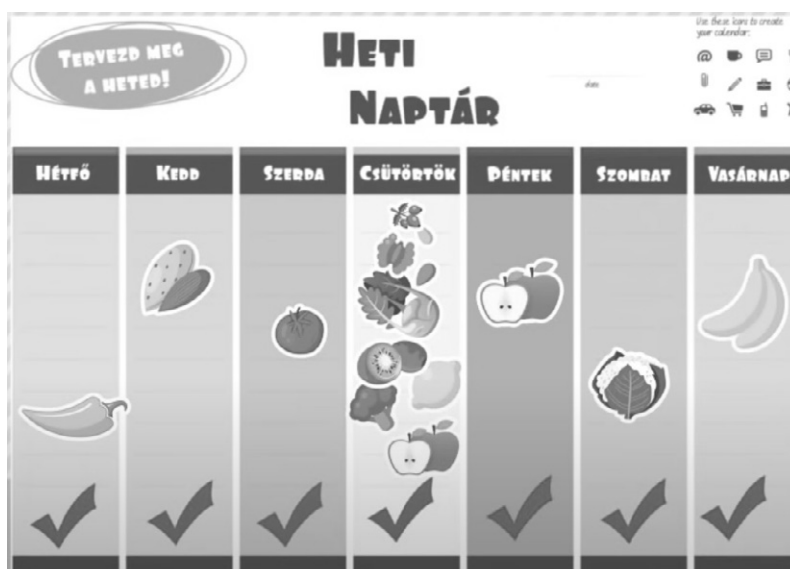 TERVEZD MEG
A HETED!
HETI
NAPTÁR
Use these icons to create
your calendar:
date
HÉTFŐ
KEDD
SZERDA
CSÜTÖRTÖK
PÉNTEK
SZOMBAT
VASÁRNAP